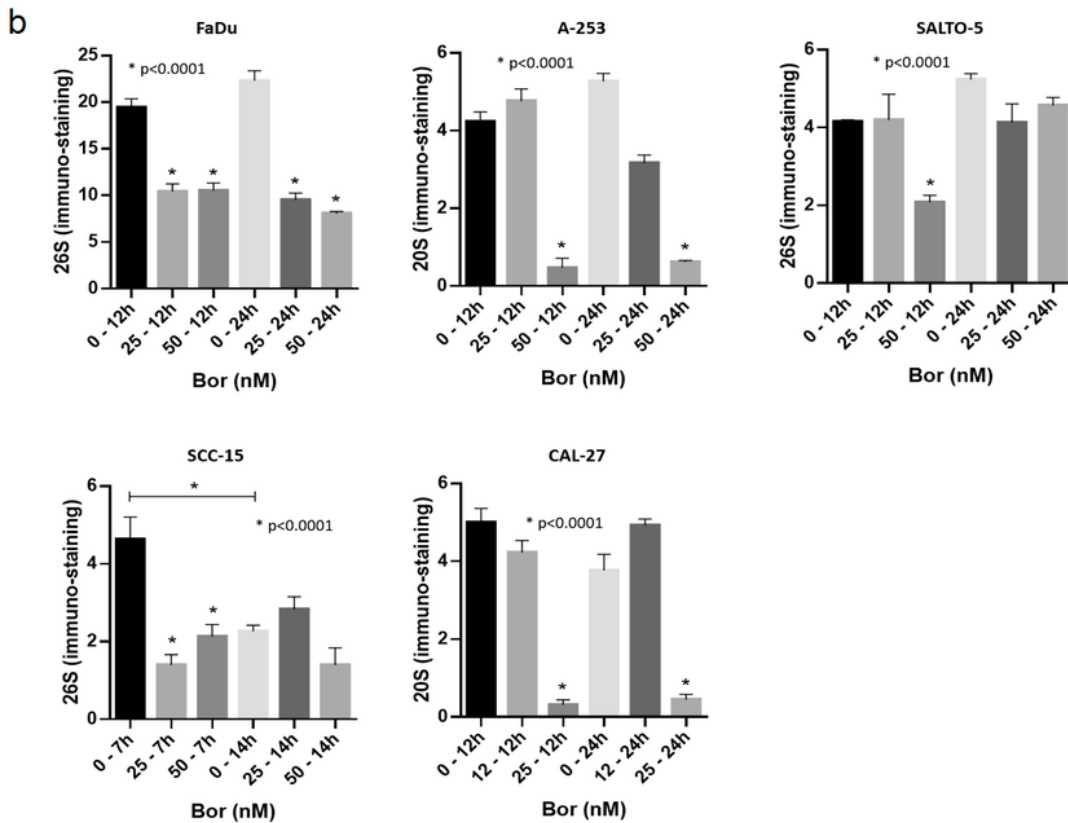 b
FaDu
25
20
15
10
5
0
26S (immuno-staining)
* p<0.0001
*
*
*
*
0 - 12h
25 - 12h
50 - 12h
0 - 24h
25 - 24h
50 - 24h
Bor (nM)
A-253
6
4
2
0
20S (immuno-staining)
* p<0.0001
*
*
0 - 12h
25 - 12h
50 - 12h
0 - 24h
25 - 24h
50 - 24h
Bor (nM)
SALTO-5
6
4
2
0
26S (immuno-staining)
* p<0.0001
*
0 - 12h
25 - 12h
50 - 12h
0 - 24h
25 - 24h
50 - 24h
Bor (nM)
SCC-15
6
4
2
0
26S (immuno-staining)
*
* p<0.0001
*
*
0 - 7h
25 - 7h
50 - 7h
0 - 14h
25 - 14h
50 - 14h
Bor (nM)
CAL-27
6
4
2
0
20S (immuno-staining)
* p<0.0001
*
*
0 - 12h
12 - 12h
25 - 12h
0 - 24h
12 - 24h
25 - 24h
Bor (nM)